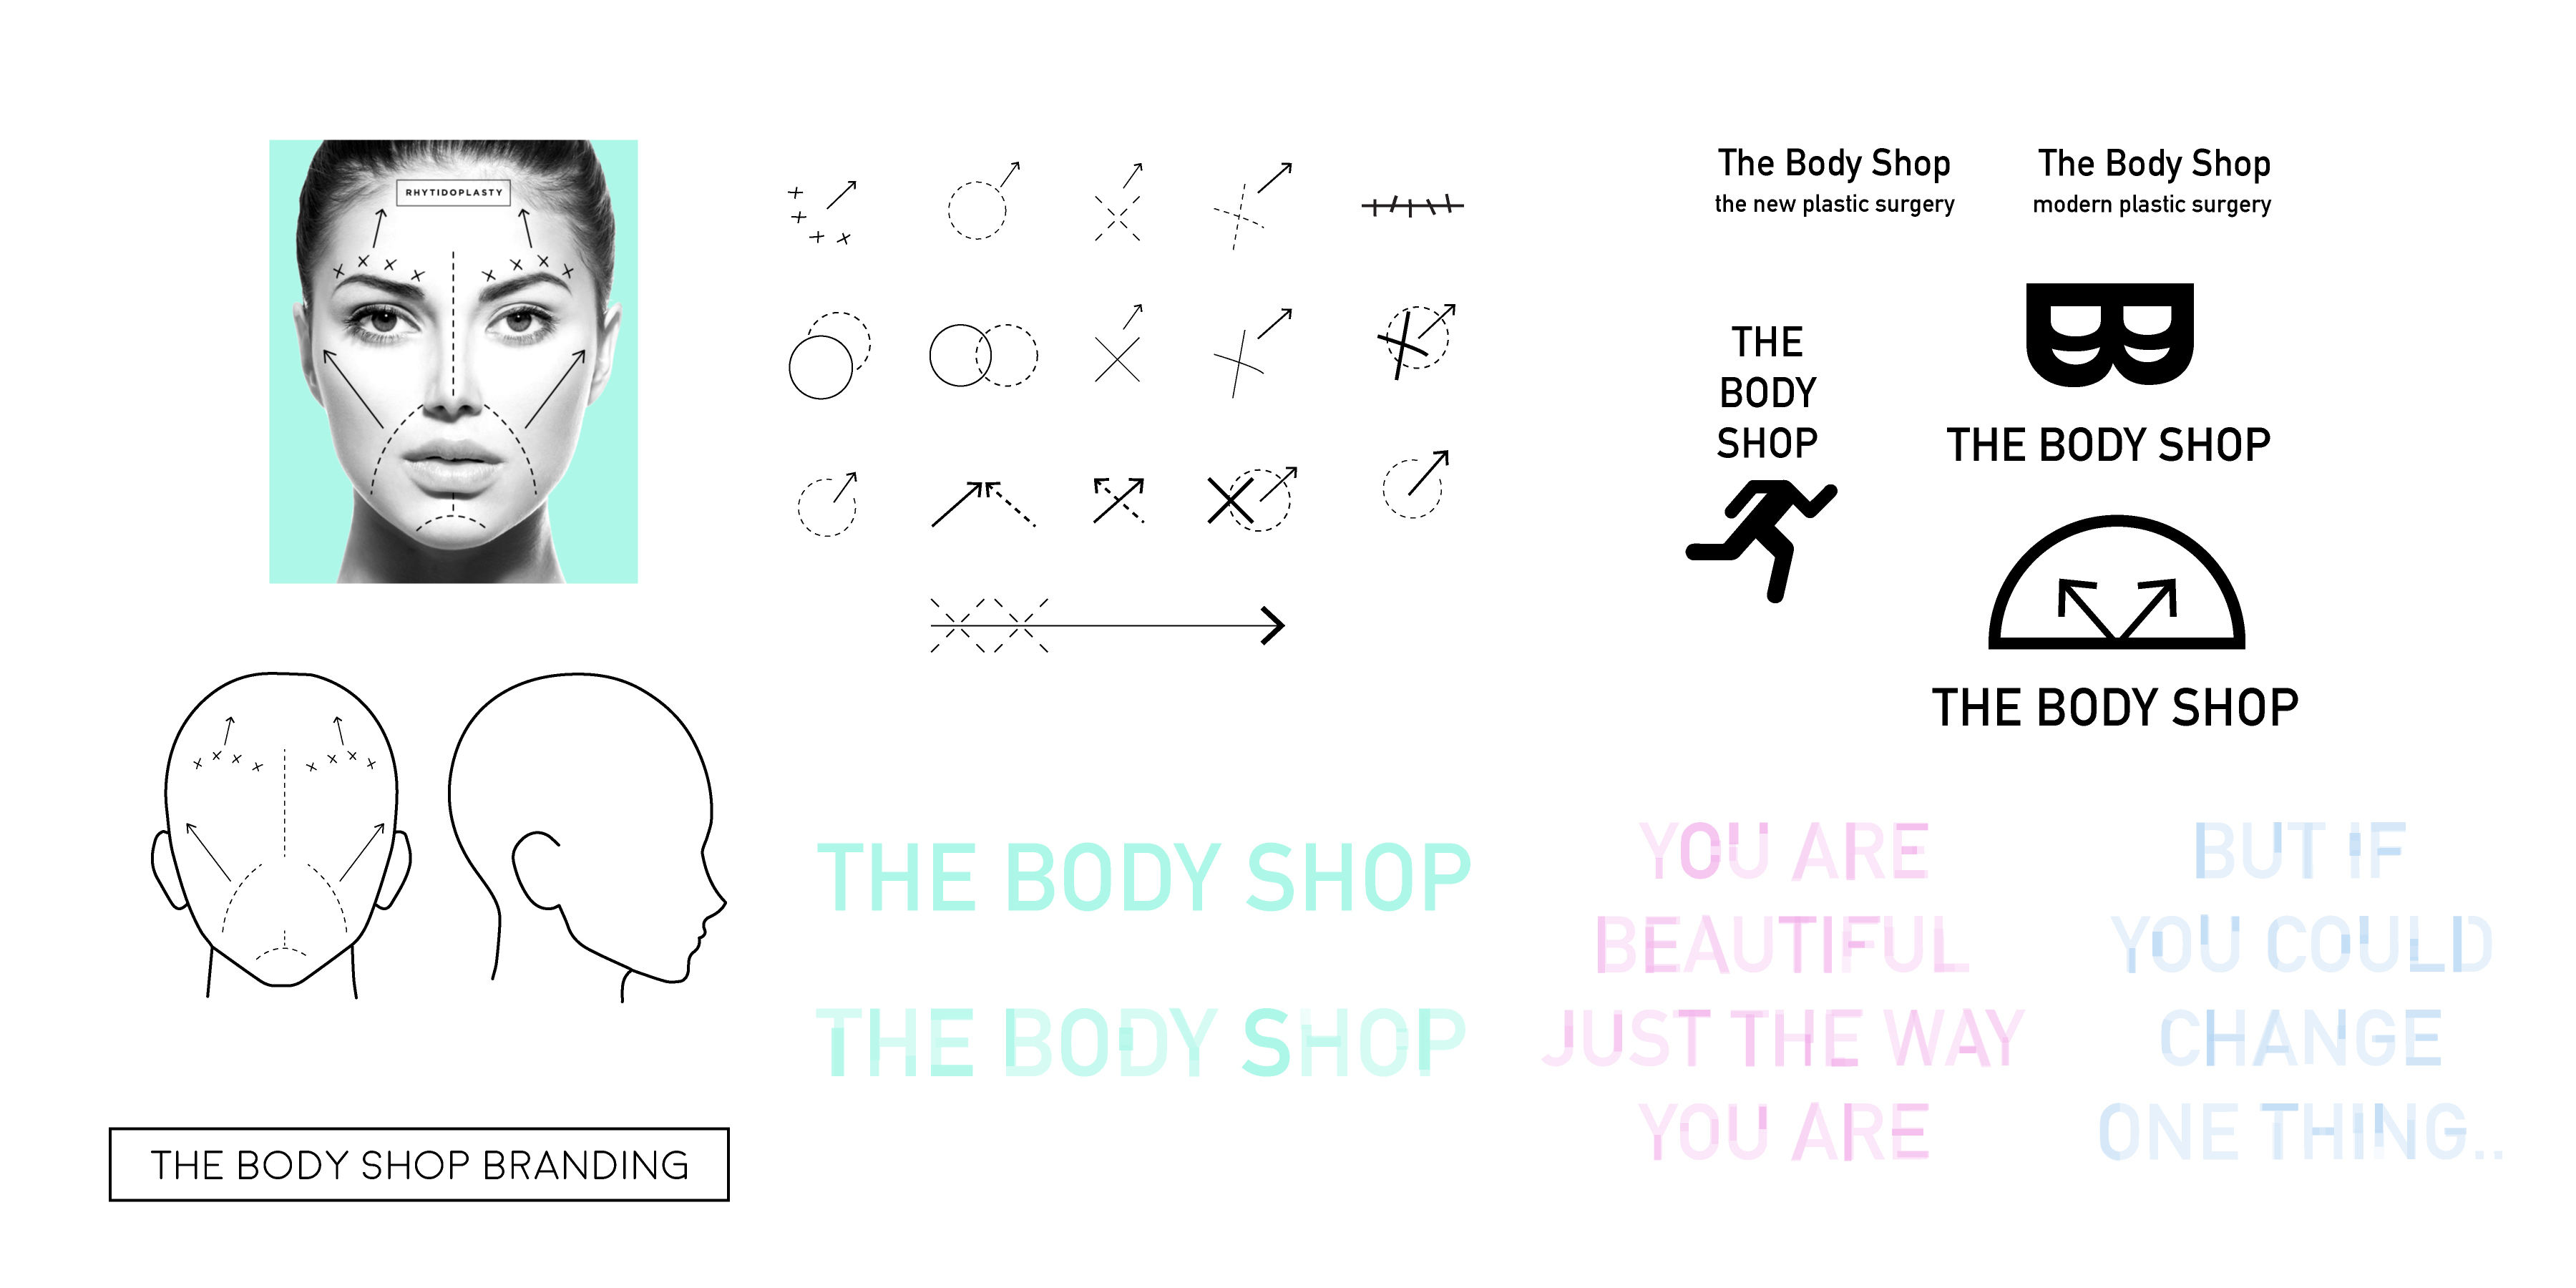 RHYTIDOPLASTY
THE BODY SHOP BRANDING
THE BODY SHOP
THE BODY SHOP
The Body Shop
the new plastic surgery
The Body Shop
modern plastic surgery
THE
BODY
SHOP
B
THE BODY SHOP
THE BODY SHOP
YOU ARE
BEAUTIFUL
JUST THE WAY
YOU ARE
BUT IF
YOU COULD
CHANGE
ONE THING..